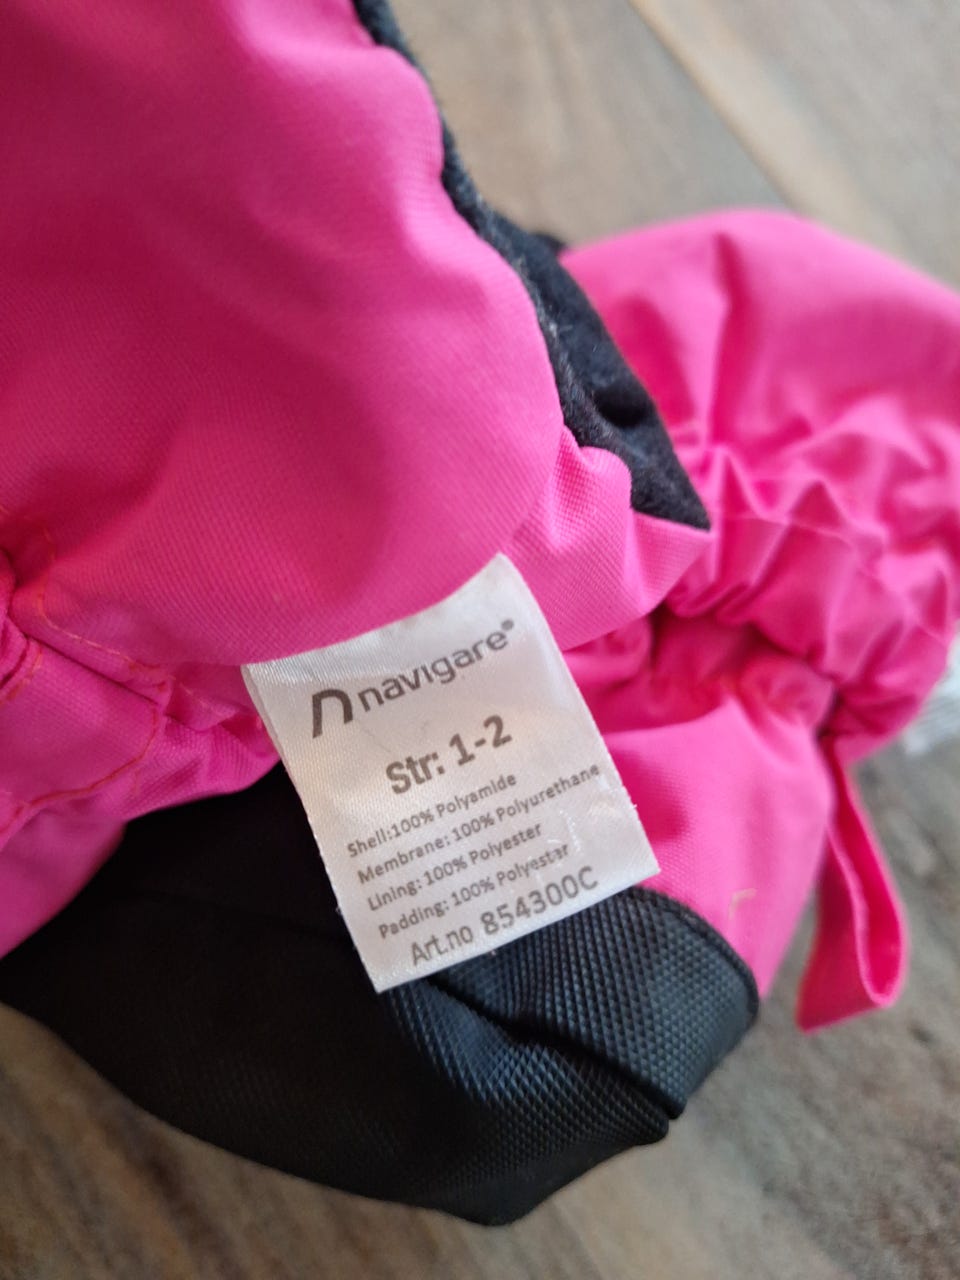 navigare®
Str: 1-2
Shell:100% Polyamide
Membrane: 100% Polyurethane
Lining: 100% Polyester
Padding: 100% Polyester
Art.no 854300C